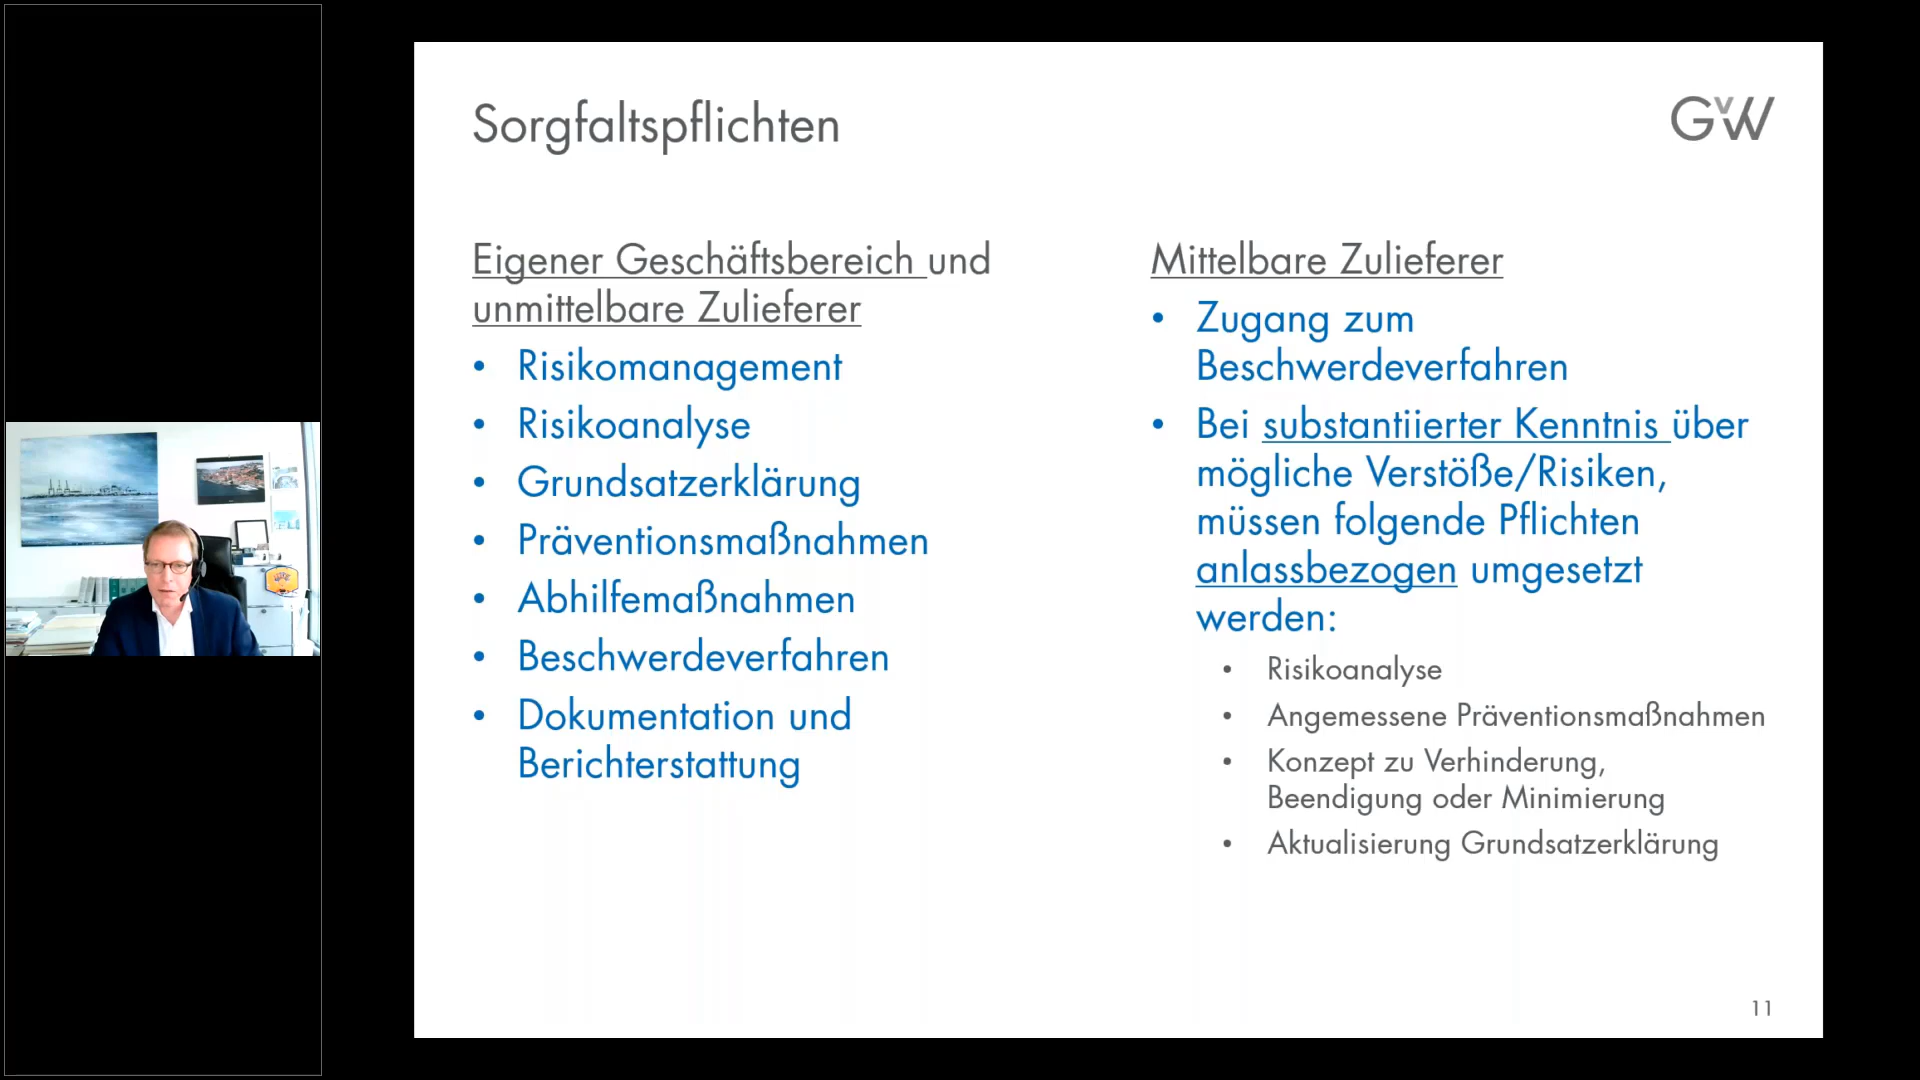 Sorgfaltspflichten
GvW
Eigener Geschäftsbereich und
unmittelbare Zulieferer
• Risikomanagement
• Risikoanalyse
• Grundsatzerklärung
• Präventionsmaßnahmen
• Abhilfemaßnahmen
• Beschwerdeverfahren
• Dokumentation und
Berichterstattung
Mittelbare Zulieferer
• Zugang zum
Beschwerdeverfahren
• Bei substantiierter Kenntnis über
mögliche Verstöße/Risiken,
müssen folgende Pflichten
anlassbezogen umgesetzt
werden:
• Risikoanalyse
• Angemessene Präventionsmaßnahmen
• Konzept zu Verhinderung,
Beendigung oder Minimierung
• Aktualisierung Grundsatzerklärung
11